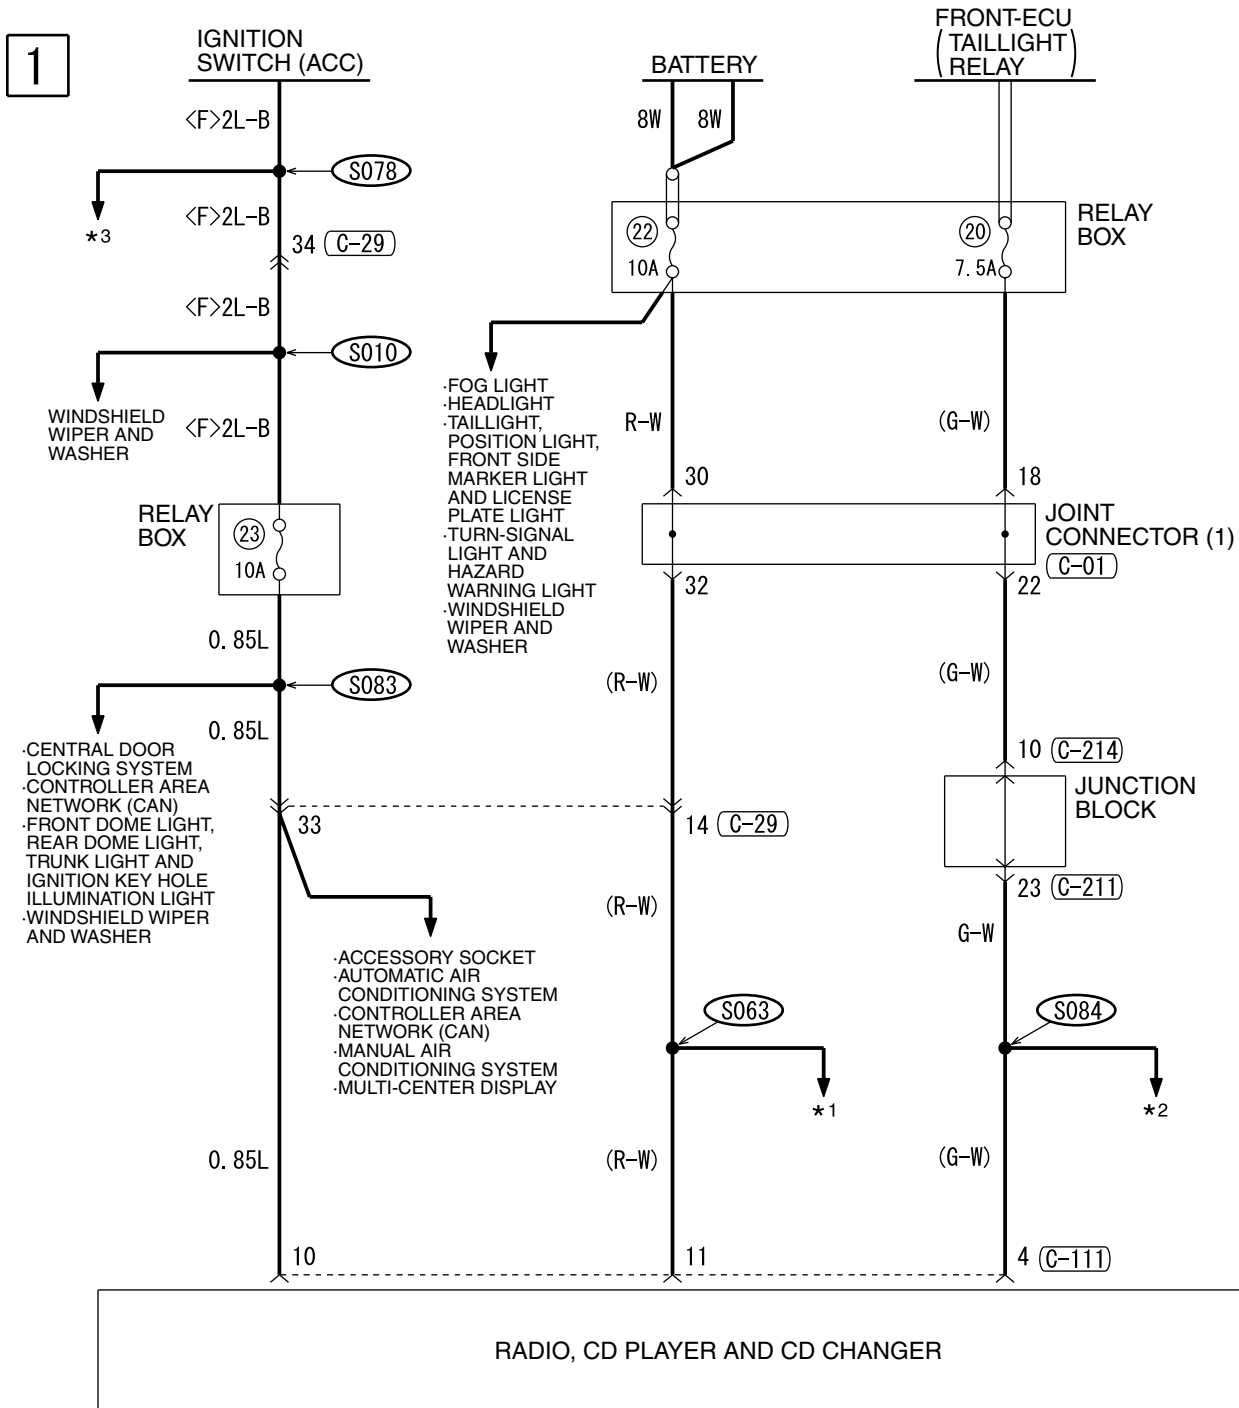 1
IGNITION
SWITCH (ACC)
BATTERY
FRONT-ECU
(TAILLIGHT
RELAY)
<F>2L-B
8W
8W
S078
*3
<F>2L-B
34 C-29
22
10A
20
7.5A
RELAY
BOX
<F>2L-B
S010
WINDSHIELD
WIPER AND
WASHER
<F>2L-B
·FOG LIGHT
·HEADLIGHT
·TAILLIGHT,
POSITION LIGHT,
FRONT SIDE
MARKER LIGHT
AND LICENSE
PLATE LIGHT
·TURN-SIGNAL
LIGHT AND
HAZARD
WARNING LIGHT
·WINDSHIELD
WIPER AND
WASHER
R-W
(G-W)
30
18
RELAY
BOX
23
10A
JOINT
CONNECTOR (1)
C-01
32
22
0.85L
S083
(R-W)
(G-W)
0.85L
·CENTRAL DOOR
LOCKING SYSTEM
·CONTROLLER AREA
NETWORK (CAN)
·FRONT DOME LIGHT,
REAR DOME LIGHT,
TRUNK LIGHT AND
IGNITION KEY HOLE
ILLUMINATION LIGHT
·WINDSHIELD WIPER
AND WASHER
10 C-214
JUNCTION
BLOCK
33
14 C-29
23 C-211
(R-W)
G-W
·ACCESSORY SOCKET
·AUTOMATIC AIR
CONDITIONING SYSTEM
·CONTROLLER AREA
NETWORK (CAN)
·MANUAL AIR
CONDITIONING SYSTEM
·MULTI-CENTER DISPLAY
S063
S084
*1
*2
0.85L
(R-W)
(G-W)
10
11
4 C-111
RADIO, CD PLAYER AND CD CHANGER